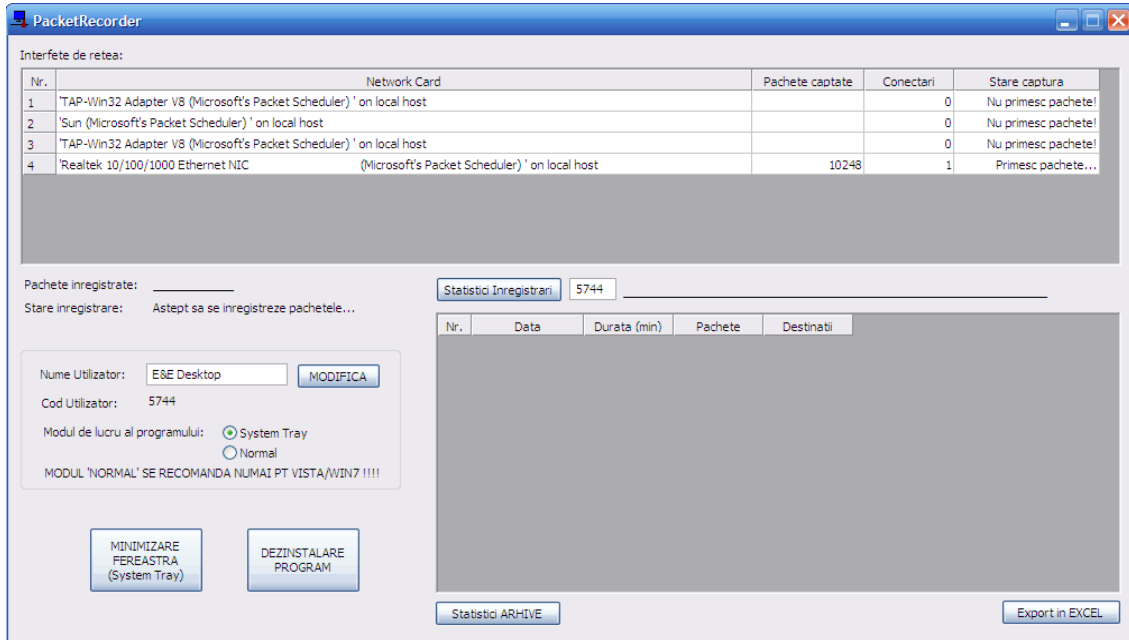 PacketRecorder
Interfete de retea:
Nr. Network Card Pachete captate Conectari Stare captura
1 'TAP-Win32 Adapter V8 (Microsoft's Packet Scheduler) ' on local host 0 Nu primesc pachete!
2 'Sun (Microsoft's Packet Scheduler) ' on local host 0 Nu primesc pachete!
3 'TAP-Win32 Adapter V8 (Microsoft's Packet Scheduler) ' on local host 0 Nu primesc pachete!
4 'Realtek 10/100/1000 Ethernet NIC (Microsoft's Packet Scheduler) ' on local host 10248 1 Primesc pachete...
Pachete inregistrate:
Stare inregistrare: Astept sa se inregistreze pachetele...
Nume Utilizator: E&E Desktop MODIFICA
Cod Utilizator: 5744
Modul de lucru al programului: System Tray
Normal
MODUL 'NORMAL' SE RECOMANDA NUMAI PT VISTA/WIN7 !!!!
MINIMIZARE
FEREASTRA
(System Tray)
DEZINSTALARE
PROGRAM
Statistici Inregistrari 5744
Nr. Data Durata (min) Pachete Destinatii
Statistici ARHIVE
Export in EXCEL